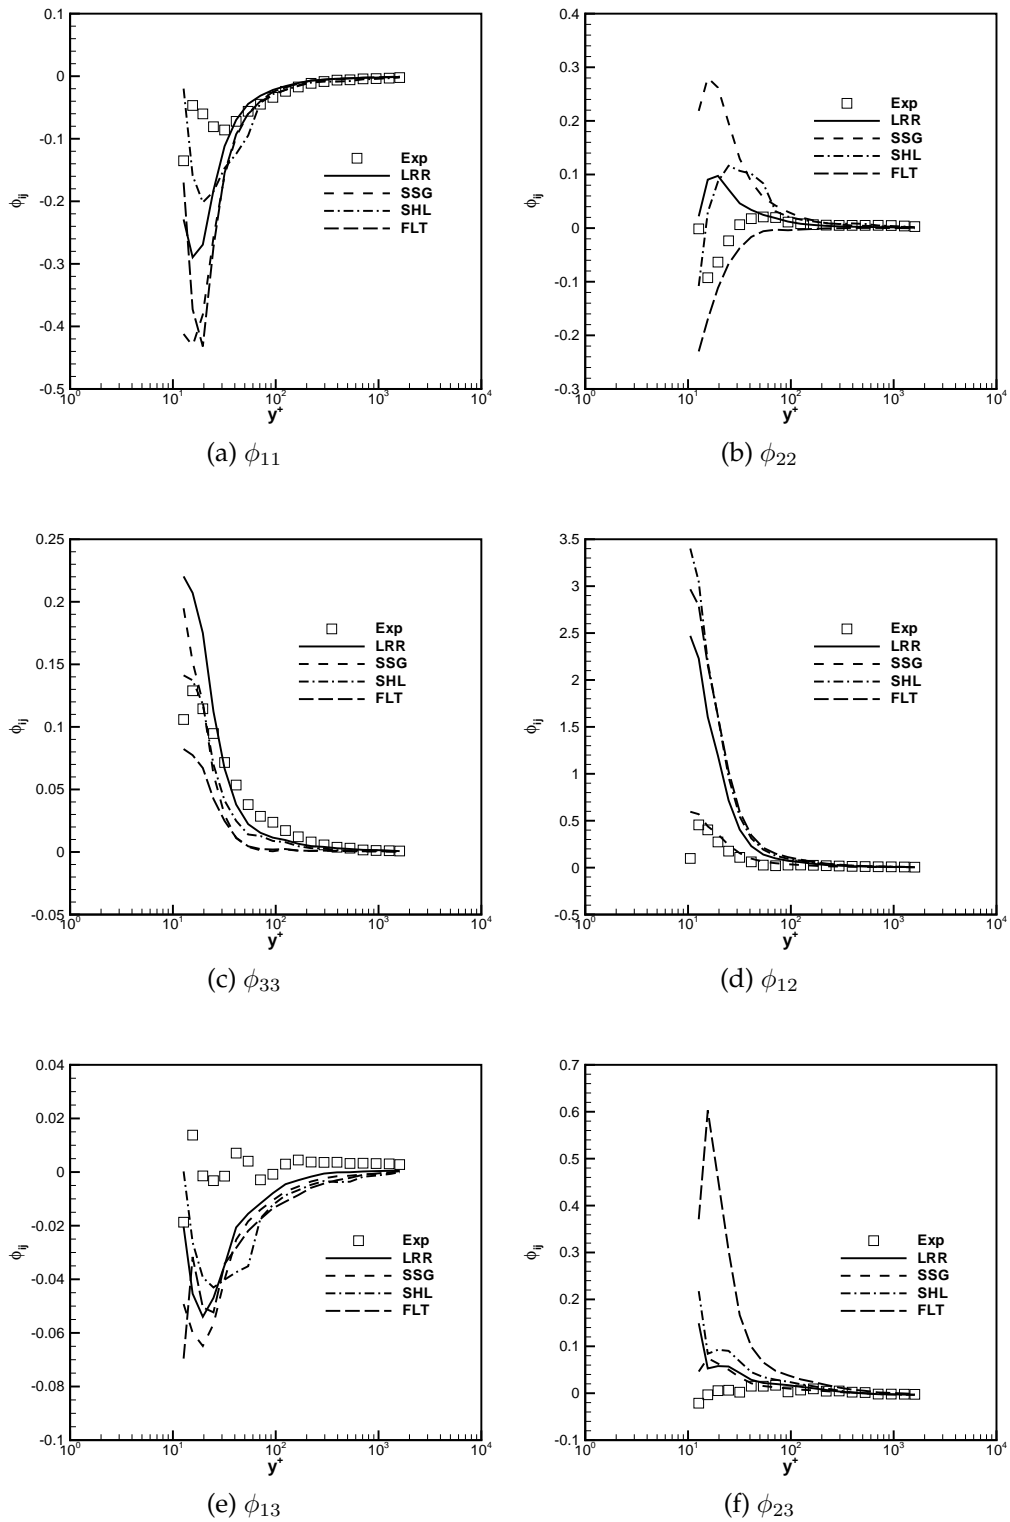 0.1
0
-0.1
-0.2
-0.3
-0.4
-0.5
ϕij
10^0
10^1
10^2
10^3
10^4
y+
Exp
LRR
SSG
SHL
FLT
(a) ϕ11
0.4
0.3
0.2
0.1
0
-0.1
-0.2
-0.3
ϕij
10^0
10^1
10^2
10^3
10^4
y+
Exp
LRR
SSG
SHL
FLT
(b) ϕ22
0.25
0.2
0.15
0.1
0.05
0
-0.05
ϕij
10^0
10^1
10^2
10^3
10^4
y+
Exp
LRR
SSG
SHL
FLT
(c) ϕ33
3.5
3
2.5
2
1.5
1
0.5
0
-0.5
ϕij
10^0
10^1
10^2
10^3
10^4
y+
Exp
LRR
SSG
SHL
FLT
(d) ϕ12
0.04
0.02
0
-0.02
-0.04
-0.06
-0.08
-0.1
ϕij
10^0
10^1
10^2
10^3
10^4
y+
Exp
LRR
SSG
SHL
FLT
(e) ϕ13
0.7
0.6
0.5
0.4
0.3
0.2
0.1
0
-0.1
ϕij
10^0
10^1
10^2
10^3
10^4
y+
Exp
LRR
SSG
SHL
FLT
(f) ϕ23